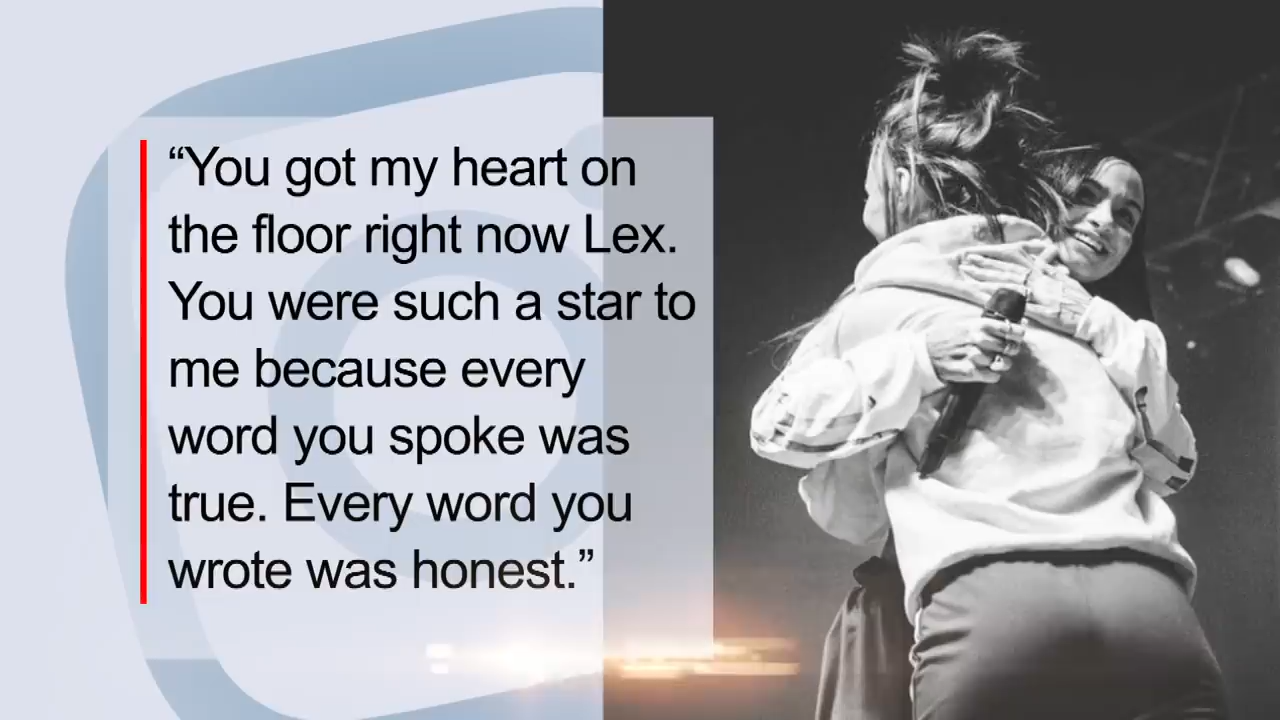 “You got my heart on
the floor right now Lex.
You were such a star to
me because every
word you spoke was
true. Every word you
wrote was honest.”